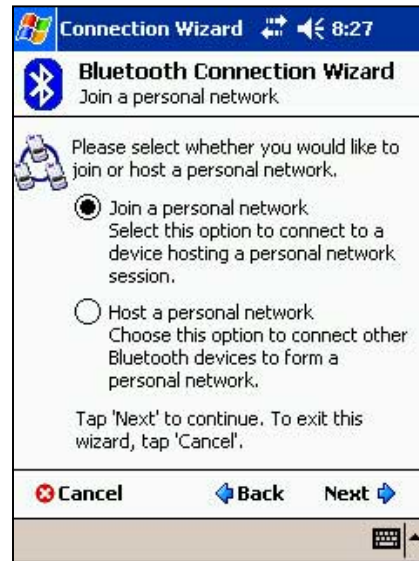 Connection Wizard 8:27
Bluetooth Connection Wizard
Join a personal network
Please select whether you would like to
join or host a personal network.
Join a personal network
Select this option to connect to a
device hosting a personal network
session.
Host a personal network
Choose this option to connect other
Bluetooth devices to form a
personal network.
Tap 'Next' to continue. To exit this
wizard, tap 'Cancel'.
Cancel Back Next